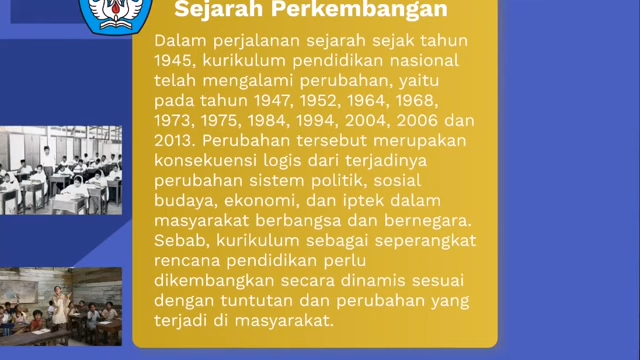 Sejarah Perkembangan
Dalam perjalanan sejarah sejak tahun
1945, kurikulum pendidikan nasional
telah mengalami perubahan, yaitu
pada tahun 1947, 1952, 1964, 1968,
1973, 1975, 1984, 1994, 2004, 2006 dan
2013. Perubahan tersebut merupakan
konsekuensi logis dari terjadinya
perubahan sistem politik, sosial
budaya, ekonomi, dan iptek dalam
masyarakat berbangsa dan bernegara.
Sebab, kurikulum sebagai seperangkat
rencana pendidikan perlu
dikembangkan secara dinamis sesuai
dengan tuntutan dan perubahan yang
terjadi di masyarakat.